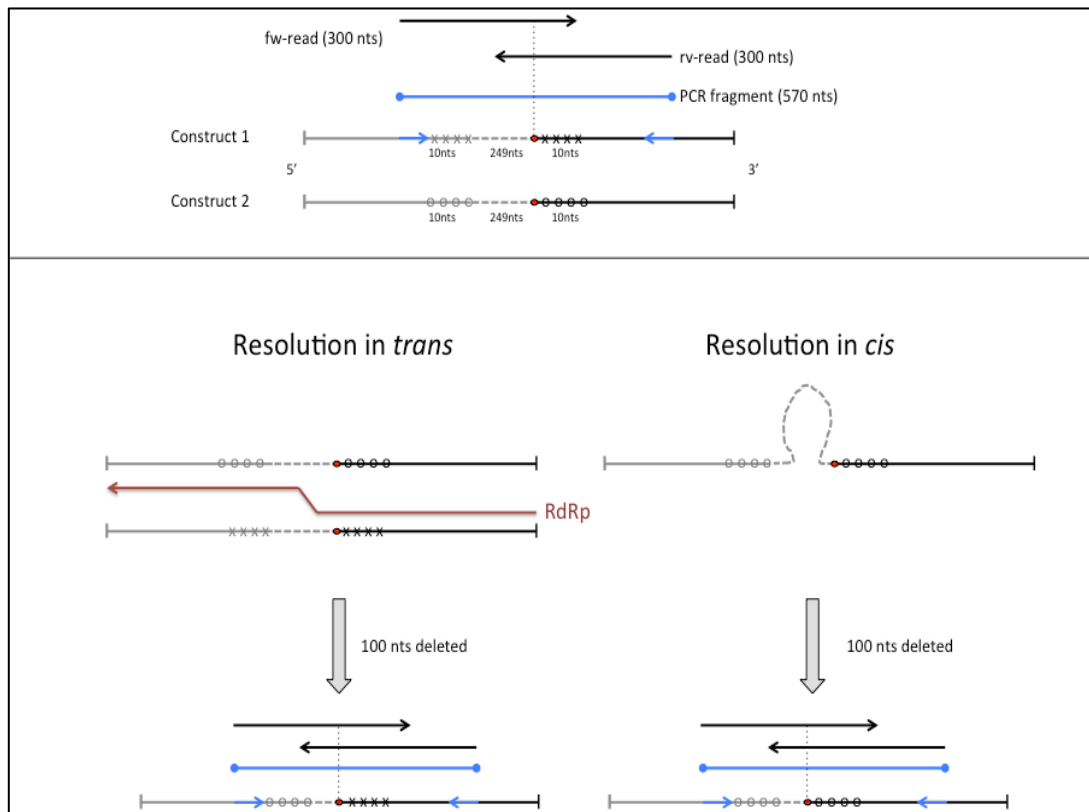 fw-read (300 nts)
rv-read (300 nts)
PCR fragment (570 nts)
Construct 1
x x x x
x x x x
10nts 249nts 10nts
5’ 3’
Construct 2
o o o o
o o o o
10nts 249nts 10nts
Resolution in trans
Resolution in cis
o o o o o o o o
o o o o o o o o
RdRp
x x x x x x x x
100 nts deleted
100 nts deleted
o o o o x x x x
o o o o o o o o